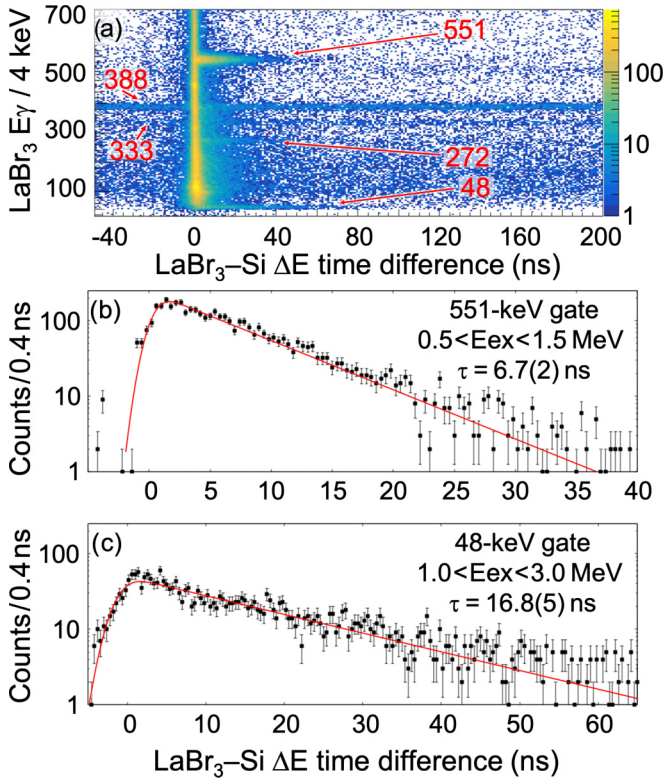 (a)
700
500
300
100
LaBr₃ Eγ / 4 keV
551
388
333
272
48
100
10
1
-40 0 40 80 120 160 200
LaBr₃–Si ΔE time difference (ns)
(b)
551-keV gate
0.5<Eex<1.5 MeV
τ = 6.7(2) ns
100
10
1
Counts/0.4 ns
0 5 10 15 20 25 30 35 40
(c)
48-keV gate
1.0<Eex<3.0 MeV
τ = 16.8(5) ns
100
10
1
Counts/0.4 ns
0 10 20 30 40 50 60
LaBr₃–Si ΔE time difference (ns)